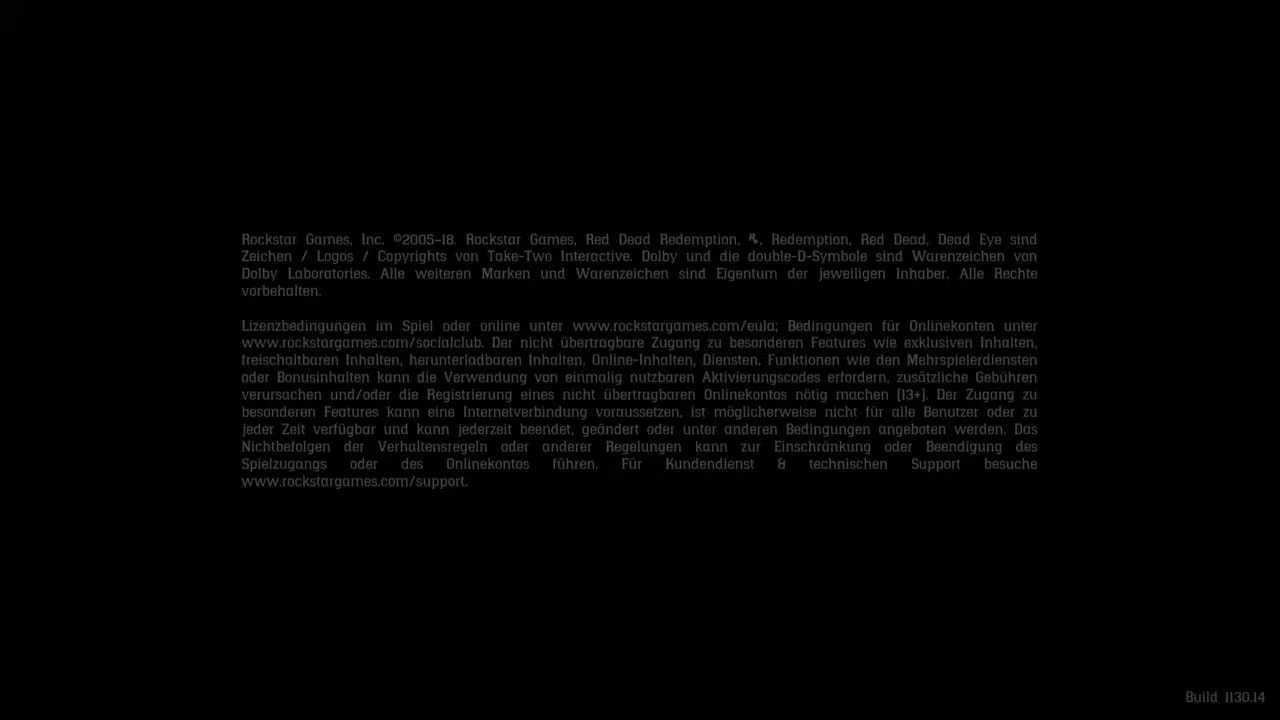 Rockstar Games, Inc. ©2005-18. Rockstar Games, Red Dead Redemption, R*, Redemption, Red Dead, Dead Eye sind
Zeichen / Logos / Copyrights von Take-Two Interactive. Dolby und die double-D-Symbole sind Warenzeichen von
Dolby Laboratories. Alle weiteren Marken und Warenzeichen sind Eigentum der jeweiligen Inhaber. Alle Rechte
vorbehalten.
Lizenzbedingungen im Spiel oder online unter www.rockstargames.com/eula; Bedingungen für Onlinekonten unter
www.rockstargames.com/socialclub. Der nicht übertragbare Zugang zu besonderen Features wie exklusiven Inhalten,
freischaltbaren Inhalten, herunterladbaren Inhalten, Online-Inhalten, Diensten, Funktionen wie den Mehrspielerdiensten
oder Bonusinhalten kann die Verwendung von einmalig nutzbaren Aktivierungscodes erfordern, zusätzliche Gebühren
verursachen und/oder die Registrierung eines nicht übertragbaren Onlinekontos nötig machen (13+). Der Zugang zu
besonderen Features kann eine Internetverbindung voraussetzen, ist möglicherweise nicht für alle Benutzer oder zu
jeder Zeit verfügbar und kann jederzeit beendet, geändert oder unter anderen Bedingungen angeboten werden. Das
Nichtbefolgen der Verhaltensregeln oder anderer Regelungen kann zur Einschränkung oder Beendigung des
Spielzugangs oder des Onlinekontos führen. Für Kundendienst & technischen Support besuche
www.rockstargames.com/support.
Build 1130.14